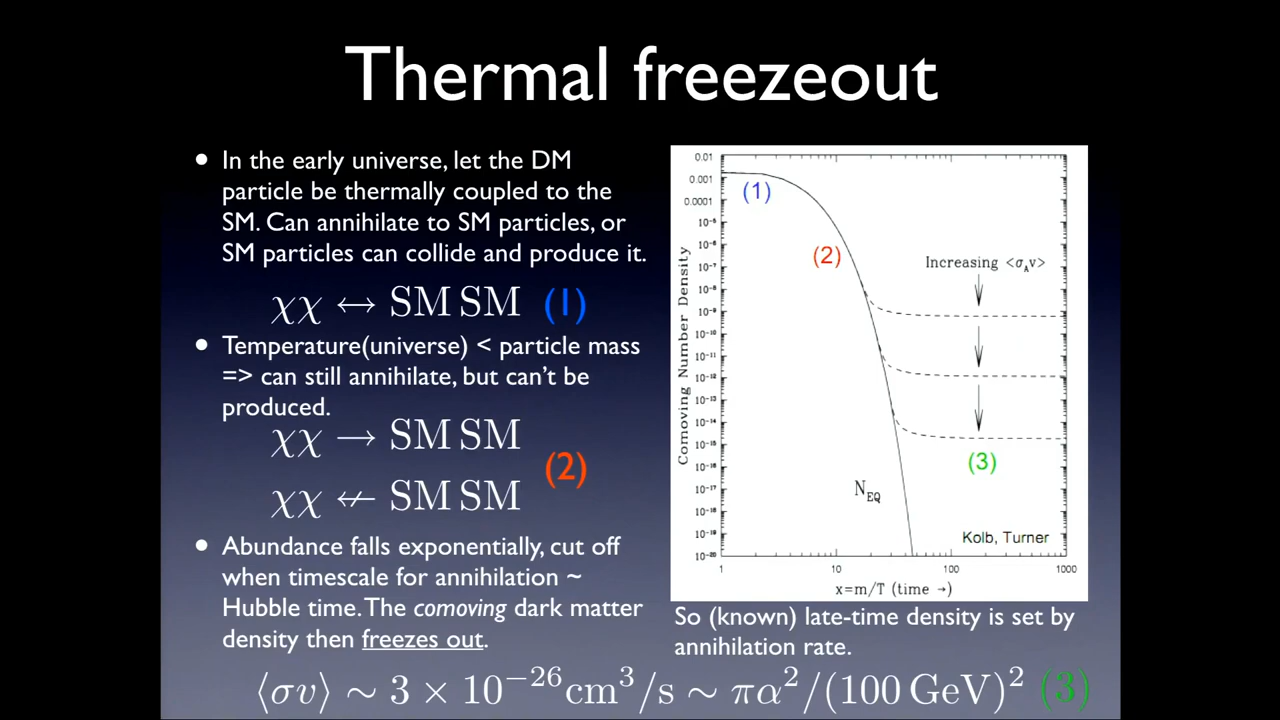 Thermal freezeout
• In the early universe, let the DM
particle be thermally coupled to the
SM. Can annihilate to SM particles, or
SM particles can collide and produce it.
χχ ↔ SM SM (1)
• Temperature(universe) < particle mass
=> can still annihilate, but can't be
produced.
χχ → SM SM
(2)
χχ ↚ SM SM
• Abundance falls exponentially, cut off
when timescale for annihilation ~
Hubble time. The comoving dark matter
density then freezes out.
Comoving Number Density
0.01
0.001
0.0001
10⁻⁵
10⁻⁶
10⁻⁷
10⁻⁸
10⁻⁹
10⁻¹⁰
10⁻¹¹
10⁻¹²
10⁻¹³
10⁻¹⁴
10⁻¹⁵
10⁻¹⁶
10⁻¹⁷
10⁻¹⁸
10⁻¹⁹
10⁻²⁰
(1)
(2)
Increasing <σ_A v>
(3)
N_EQ
Kolb, Turner
1 10 100 1000
x=m/T (time →)
So (known) late-time density is set by
annihilation rate.
⟨σv⟩ ∼ 3 × 10⁻²⁶cm³/s ∼ πα²/(100 GeV)² (3)